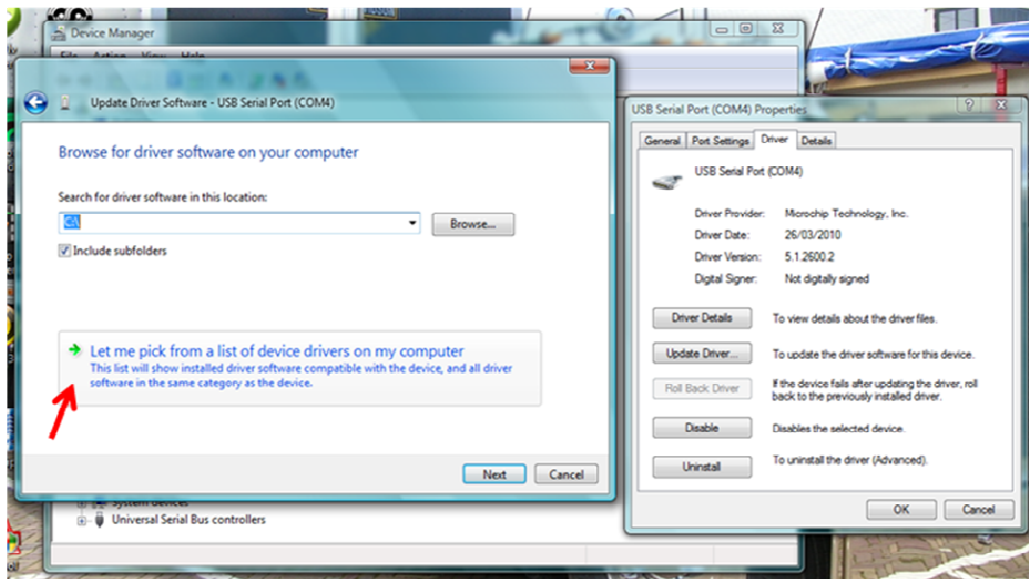 Device Manager
File Action View Help
Update Driver Software - USB Serial Port (COM4)
Browse for driver software on your computer
Search for driver software in this location:
C:\
Browse...
Include subfolders
Let me pick from a list of device drivers on my computer
This list will show installed driver software compatible with the device, and all driver
software in the same category as the device.
Next
Cancel
System devices
Universal Serial Bus controllers
USB Serial Port (COM4) Properties
General
Port Settings
Driver
Details
USB Serial Port (COM4)
Driver Provider: Microchip Technology, Inc.
Driver Date: 26/03/2010
Driver Version: 5.1.2600.2
Digital Signer: Not digitally signed
Driver Details
To view details about the driver files.
Update Driver...
To update the driver software for this device.
Roll Back Driver
If the device fails after updating the driver, roll
back to the previously installed driver.
Disable
Disables the selected device.
Uninstall
To uninstall the driver (Advanced).
OK
Cancel